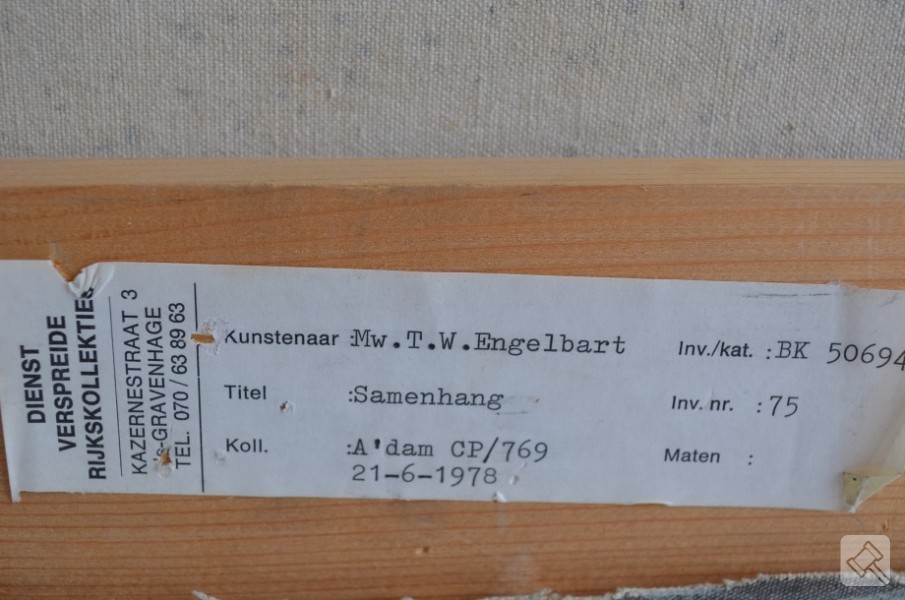 DIENST
VERSPREIDE
RIJKSKOLLEKTIES
KAZERNESTRAAT 3
's-GRAVENHAGE
TEL. 070 / 63 89 63
Kunstenaar :Mw.T.W.Engelbart
Titel :Samenhang
Koll. :A'dam CP/769
21-6-1978
Inv./kat. :BK 50694
Inv. nr. :75
Maten :